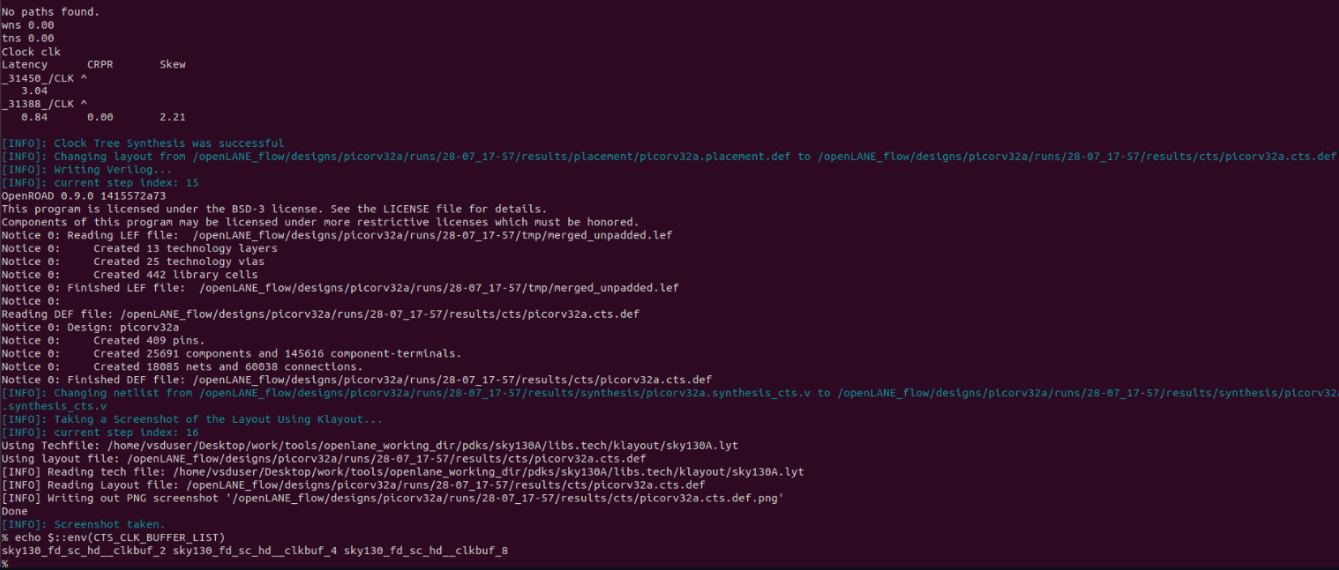 No paths found.
wns 0.00
tns 0.00
Clock clk
Latency      CRPR       Skew
_31450_/CLK ^
   3.04
_31388_/CLK ^
   0.84      0.00       2.21
[INFO]: Clock Tree Synthesis was successful
[INFO]: Changing layout from /openLANE_flow/designs/picorv32a/runs/28-07_17-57/results/placement/picorv32a.placement.def to /openLANE_flow/designs/picorv32a/runs/28-07_17-57/results/cts/picorv32a.cts.def
[INFO]: Writing Verilog...
[INFO]: current step index: 15
OpenROAD 0.9.0 1415572a73
This program is licensed under the BSD-3 license. See the LICENSE file for details.
Components of this program may be licensed under more restrictive licenses which must be honored.
Notice 0: Reading LEF file:  /openLANE_flow/designs/picorv32a/runs/28-07_17-57/tmp/merged_unpadded.lef
Notice 0:     Created 13 technology layers
Notice 0:     Created 25 technology vias
Notice 0:     Created 442 library cells
Notice 0: Finished LEF file:  /openLANE_flow/designs/picorv32a/runs/28-07_17-57/tmp/merged_unpadded.lef
Notice 0:
Reading DEF file: /openLANE_flow/designs/picorv32a/runs/28-07_17-57/results/cts/picorv32a.cts.def
Notice 0: Design: picorv32a
Notice 0:     Created 409 pins.
Notice 0:     Created 25691 components and 145616 component-terminals.
Notice 0:     Created 18085 nets and 60038 connections.
Notice 0: Finished DEF file: /openLANE_flow/designs/picorv32a/runs/28-07_17-57/results/cts/picorv32a.cts.def
[INFO]: Changing netlist from /openLANE_flow/designs/picorv32a/runs/28-07_17-57/results/synthesis/picorv32a.synthesis_cts.v to /openLANE_flow/designs/picorv32a/runs/28-07_17-57/results/synthesis/picorv32a
.synthesis_cts.v
[INFO]: Taking a Screenshot of the Layout Using Klayout...
[INFO]: current step index: 16
Using Techfile: /home/vsduser/Desktop/work/tools/openlane_working_dir/pdks/sky130A/libs.tech/klayout/sky130A.lyt
Using layout file: /openLANE_flow/designs/picorv32a/runs/28-07_17-57/results/cts/picorv32a.cts.def
[INFO] Reading tech file: /home/vsduser/Desktop/work/tools/openlane_working_dir/pdks/sky130A/libs.tech/klayout/sky130A.lyt
[INFO] Reading Layout file: /openLANE_flow/designs/picorv32a/runs/28-07_17-57/results/cts/picorv32a.cts.def
[INFO] Writing out PNG screenshot '/openLANE_flow/designs/picorv32a/runs/28-07_17-57/results/cts/picorv32a.cts.def.png'
Done
[INFO]: Screenshot taken.
% echo $::env(CTS_CLK_BUFFER_LIST)
sky130_fd_sc_hd__clkbuf_2 sky130_fd_sc_hd__clkbuf_4 sky130_fd_sc_hd__clkbuf_8
%